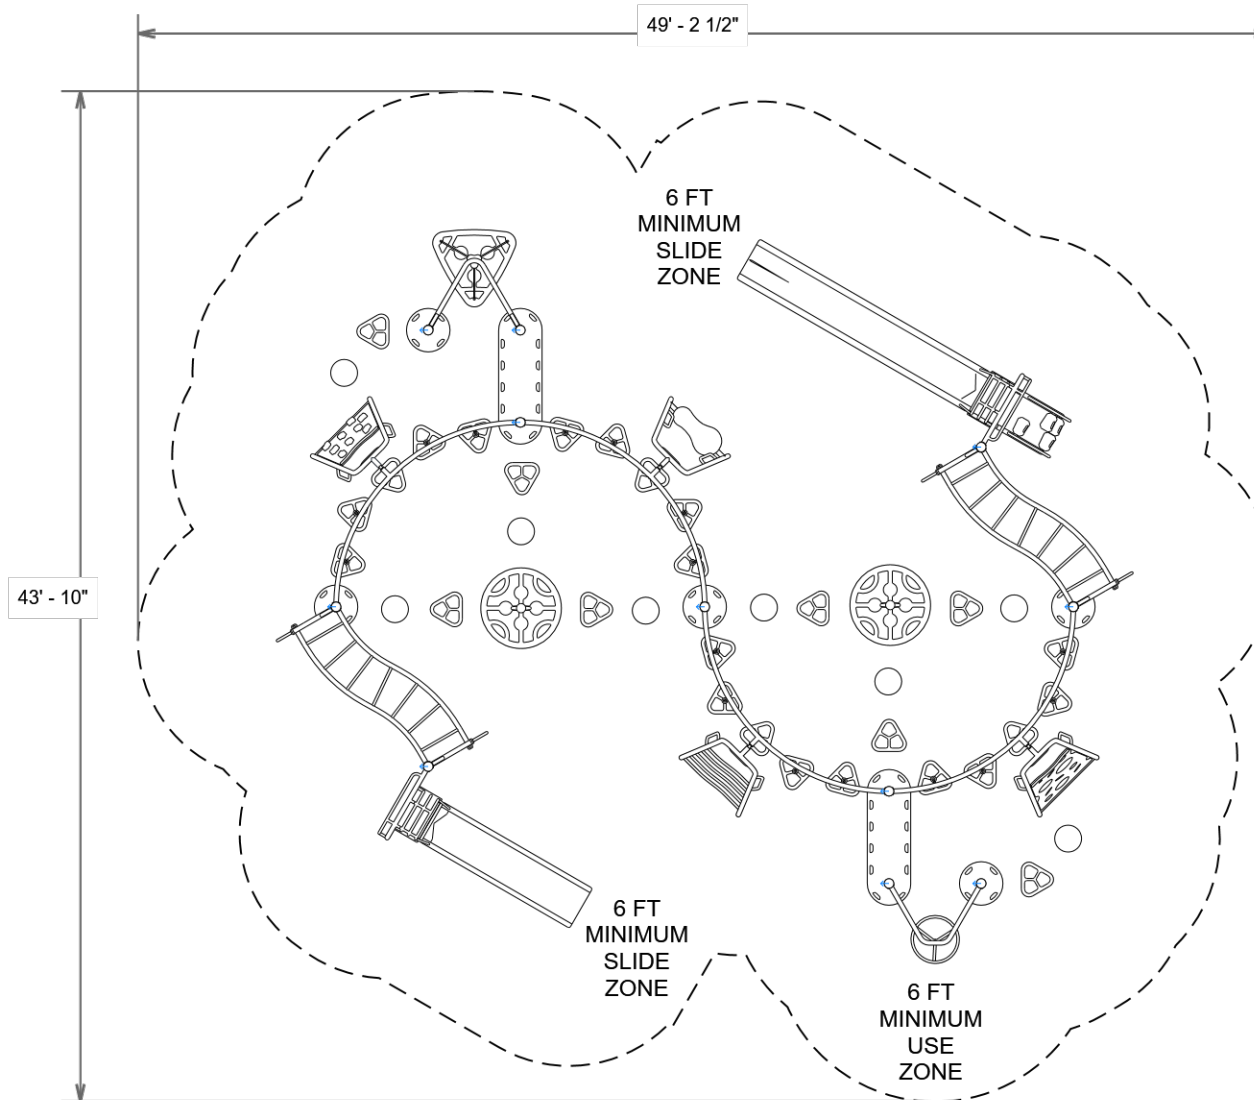 49' - 2 1/2"
6 FT
MINIMUM
SLIDE
ZONE
43' - 10"
6 FT
MINIMUM
SLIDE
ZONE
6 FT
MINIMUM
USE
ZONE